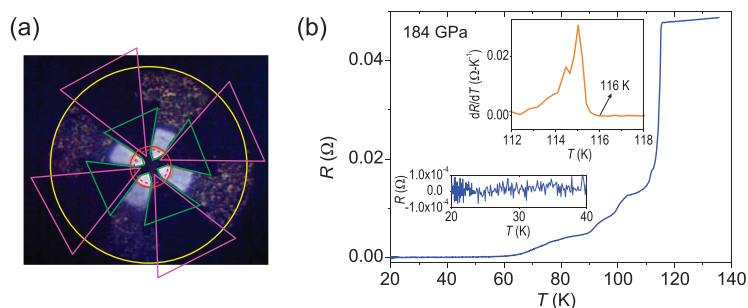 (a)
(b)
184 GPa
R (Ω)
0.04
0.02
0.00
20
40
60
80
100
120
140
T (K)
dR/dT (Ω-K⁻¹)
0.02
0.00
116 K
112
114
116
118
T (K)
R (Ω)
1.0x10⁻⁴
0.0
-1.0x10⁻⁴
20
30
40
T (K)